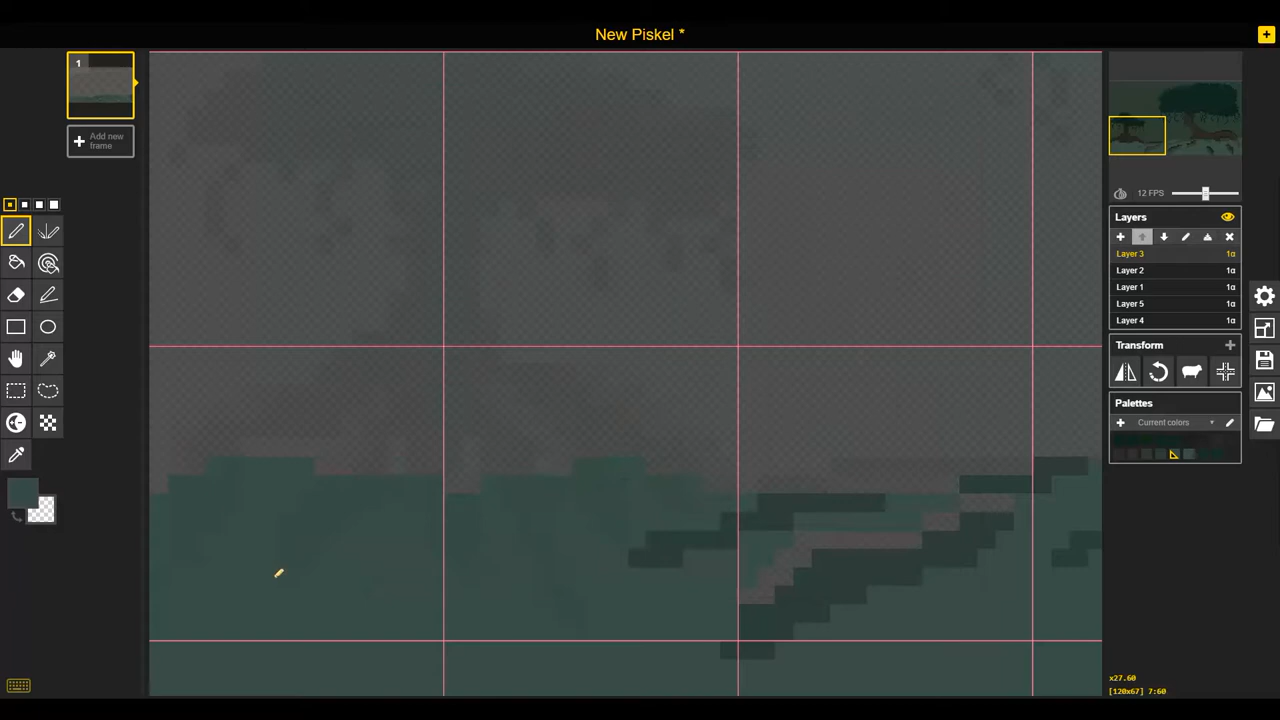 New Piskel *
+
1
Add new
frame
12 FPS
Layers
Layer 3 1α
Layer 2 1α
Layer 1 1α
Layer 5 1α
Layer 4 1α
Transform
Palettes
Current colors
x27.60
[120x67] 7:60